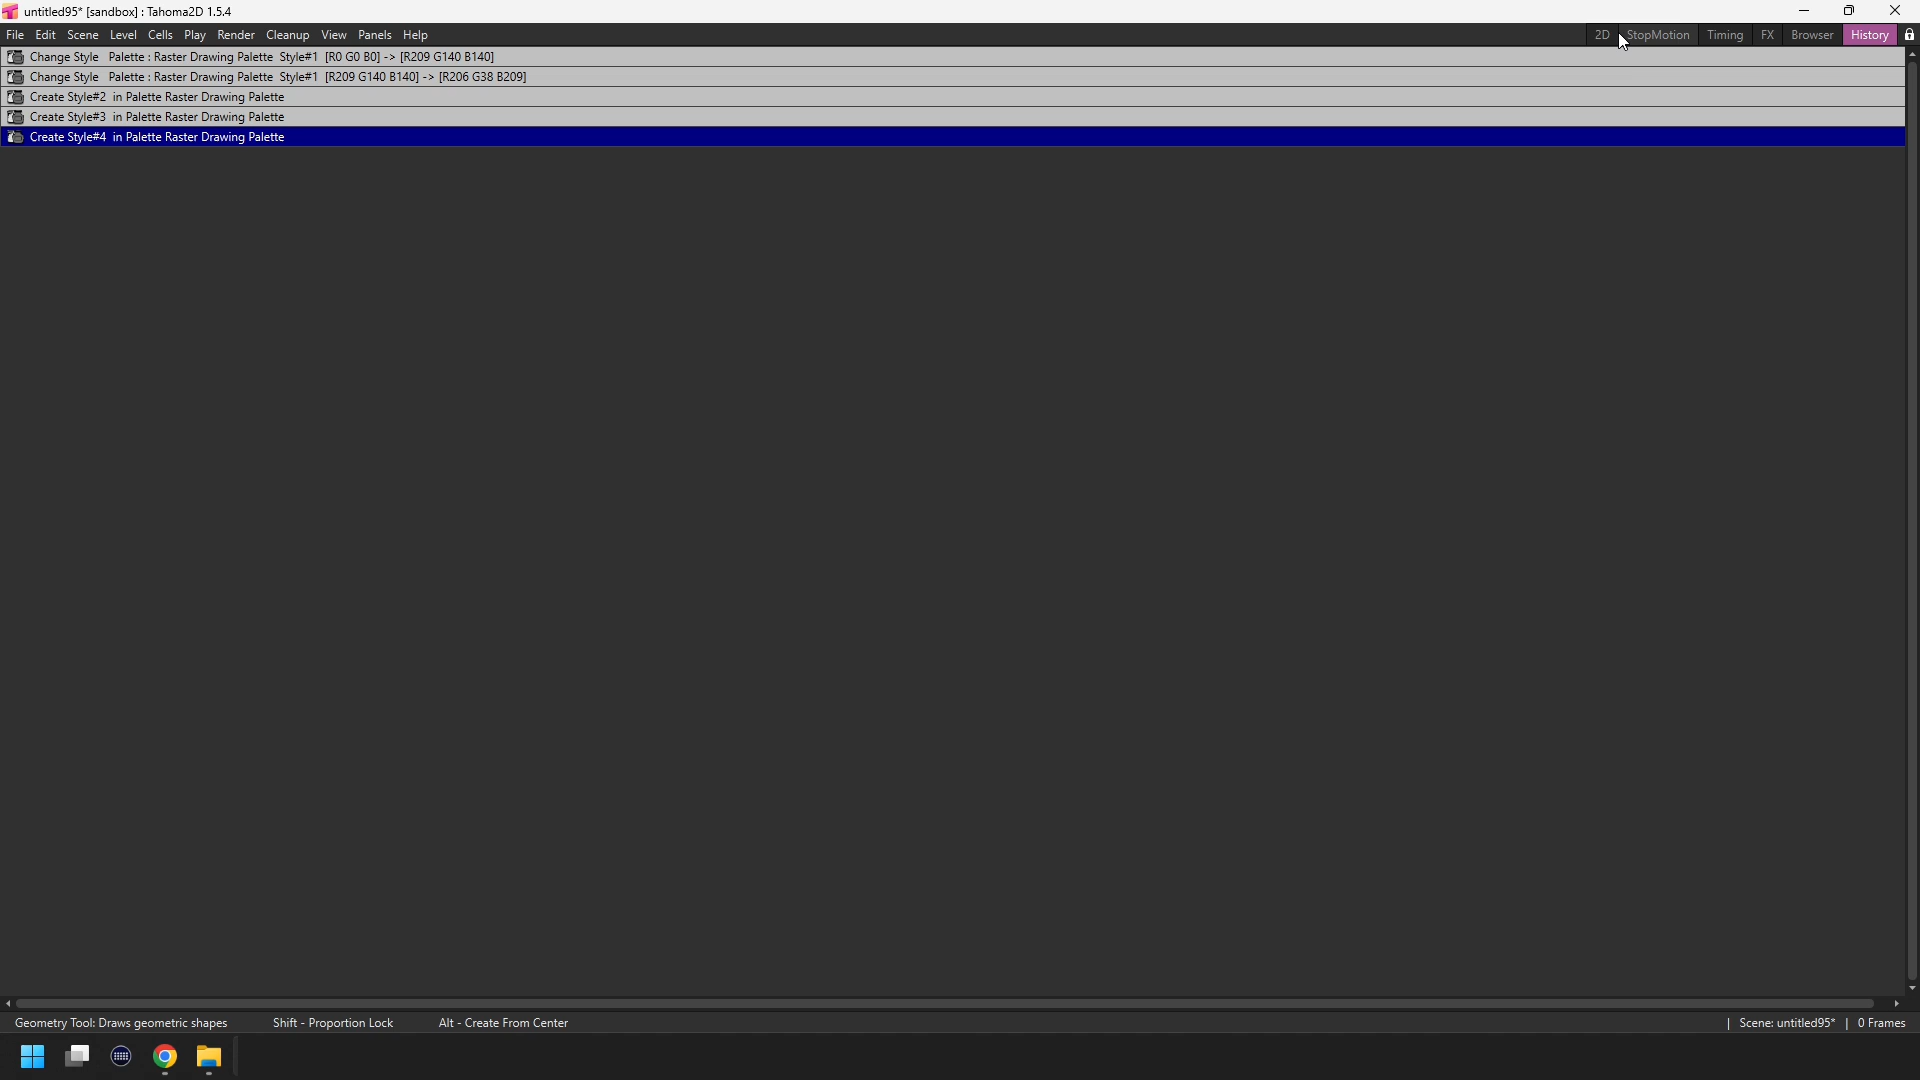 untitled95* [sandbox] : Tahoma2D 1.5.4
File Edit Scene Level Cells Play Render Cleanup View Panels Help 2D StopMotion Timing FX Browser History
Change Style Palette : Raster Drawing Palette Style#1 [R0 G0 B0] -> [R209 G140 B140]
Change Style Palette : Raster Drawing Palette Style#1 [R209 G140 B140] -> [R206 G38 B209]
Create Style#2 in Palette Raster Drawing Palette
Create Style#3 in Palette Raster Drawing Palette
Create Style#4 in Palette Raster Drawing Palette
Geometry Tool: Draws geometric shapes Shift - Proportion Lock Alt - Create From Center | Scene: untitled95* | 0 Frames